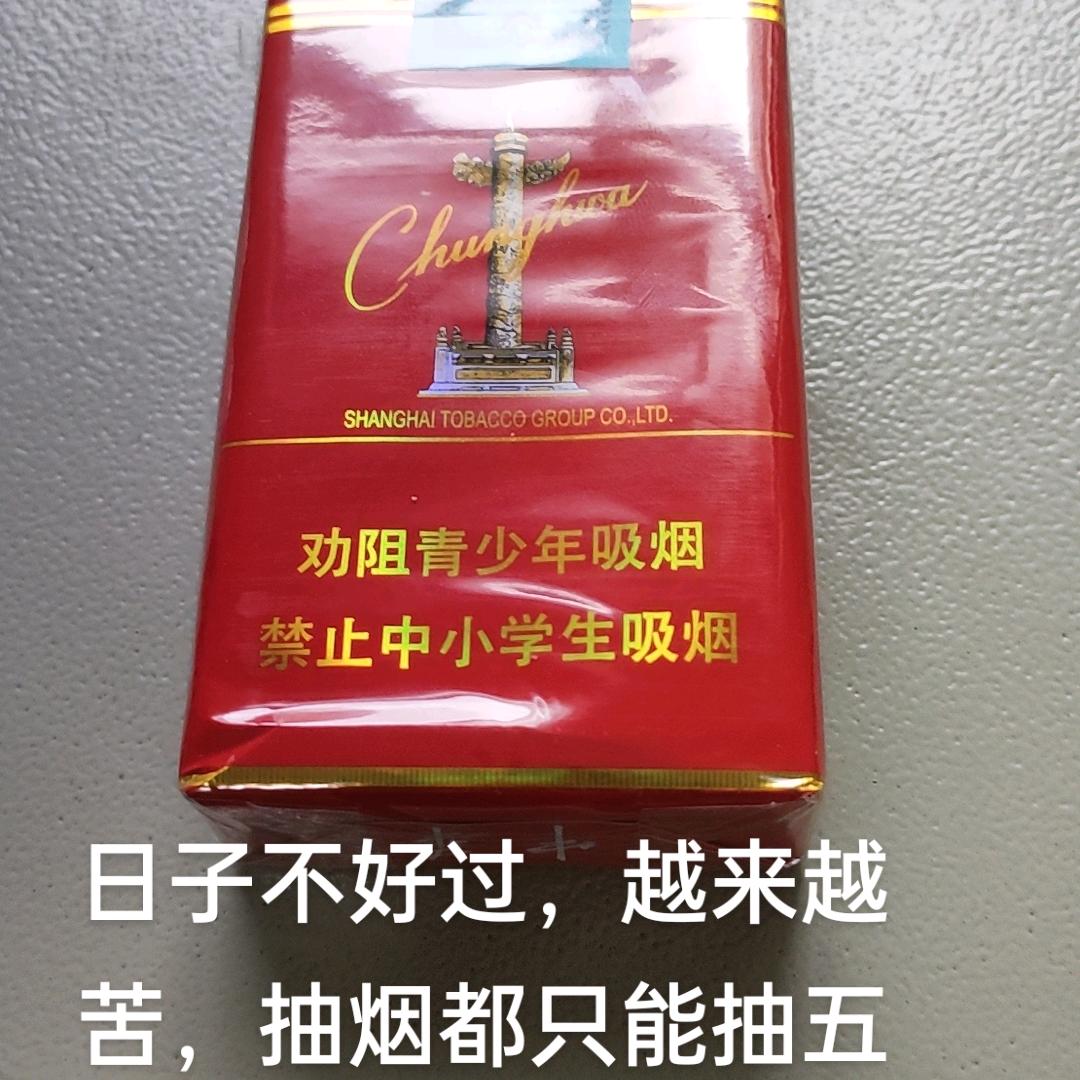 Chunghwa
SHANGHAI TOBACCO GROUP CO.,LTD.
劝阻青少年吸烟
禁止中小学生吸烟
日子不好过，越来越
苦，抽烟都只能抽五